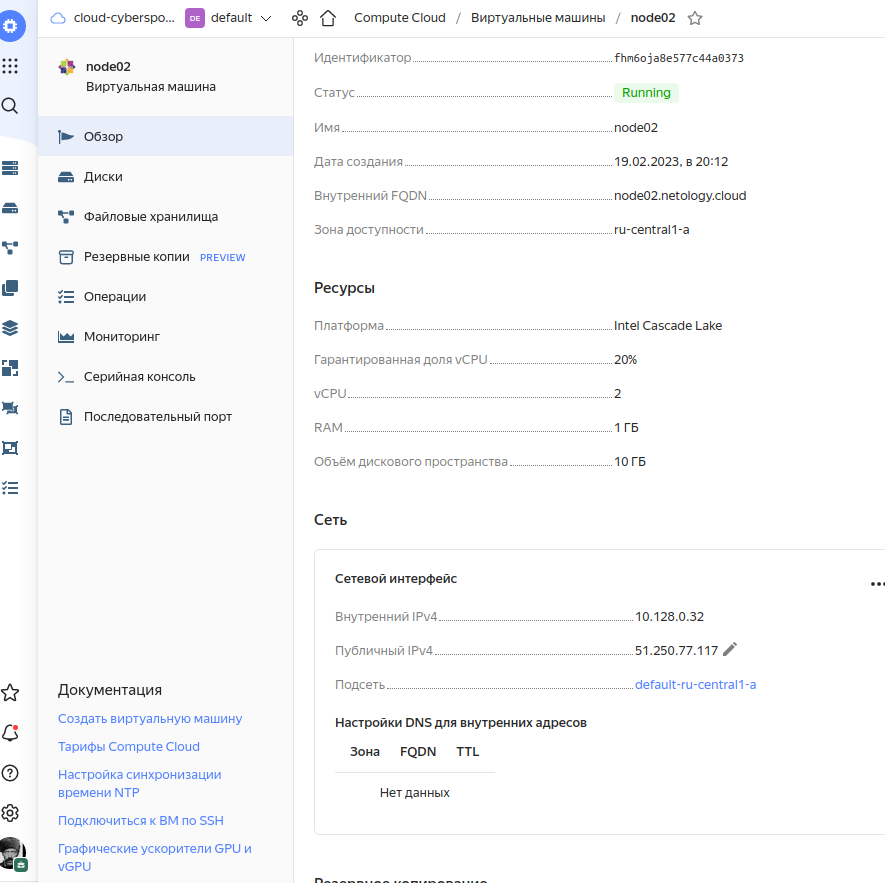 cloud-cyberspo...
DE
default
Compute Cloud / Виртуальные машины / node02
node02
Виртуальная машина
Обзор
Диски
Файловые хранилища
Резервные копии PREVIEW
Операции
Мониторинг
Серийная консоль
Последовательный порт
Документация
Создать виртуальную машину
Тарифы Compute Cloud
Настройка синхронизации
времени NTP
Подключиться к ВМ по SSH
Графические ускорители GPU и
vGPU
Идентификатор fhm6oja8e577c44a0373
Статус Running
Имя node02
Дата создания 19.02.2023, в 20:12
Внутренний FQDN node02.netology.cloud
Зона доступности ru-central1-a
Ресурсы
Платформа Intel Cascade Lake
Гарантированная доля vCPU 20%
vCPU 2
RAM 1 ГБ
Объём дискового пространства 10 ГБ
Сеть
Сетевой интерфейс
Внутренний IPv4 10.128.0.32
Публичный IPv4 51.250.77.117
Подсеть default-ru-central1-a
Настройки DNS для внутренних адресов
Зона FQDN TTL
Нет данных
Резервное копирование